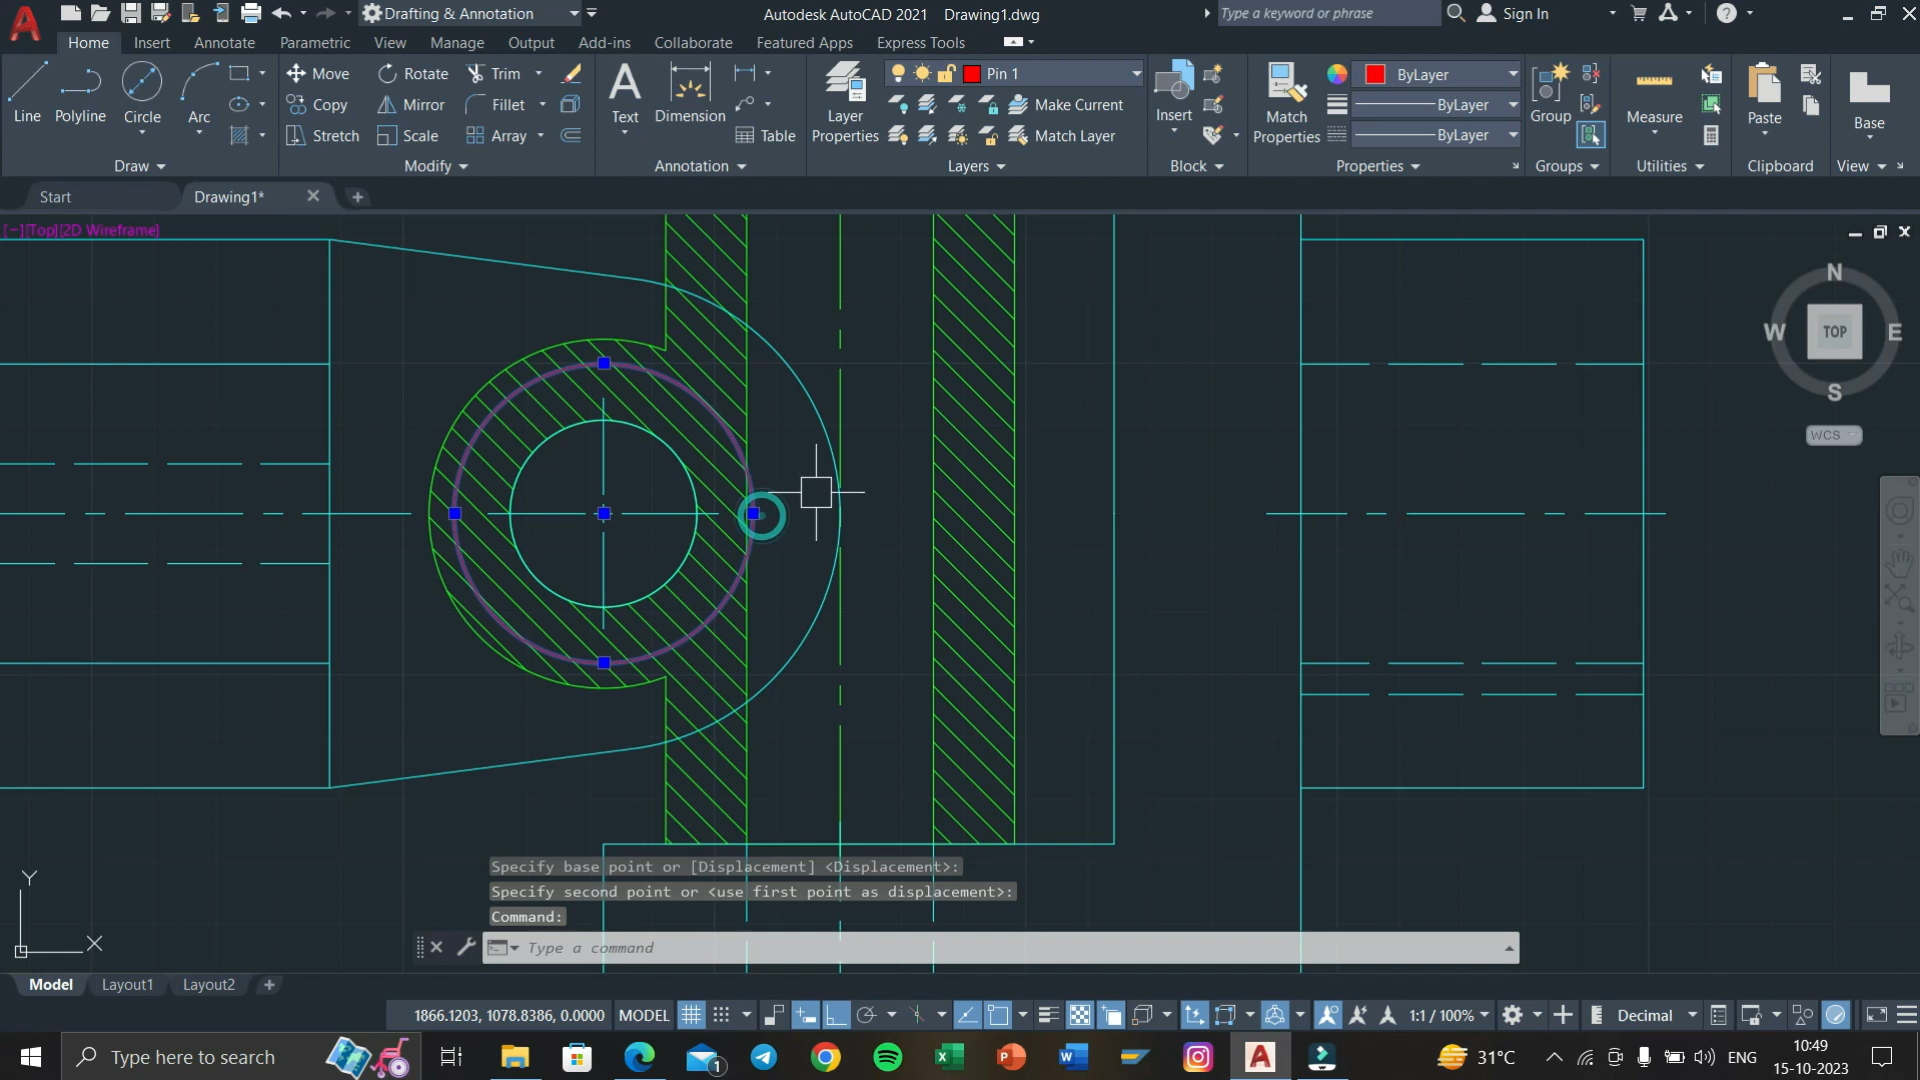 Drafting & Annotation
Autodesk AutoCAD 2021 Drawing1.dwg
Type a keyword or phrase
Sign In
Home Insert Annotate Parametric View Manage Output Add-ins Collaborate Featured Apps Express Tools
Line Polyline Circle Arc
Move Rotate Trim
Copy Mirror Fillet
Stretch Scale Array
Text Dimension Table
Layer Properties
Pin 1
Make Current
Match Layer
Insert
Match Properties
ByLayer
ByLayer
ByLayer
Group
Measure
Paste
Base
Draw Modify Annotation Layers Block Properties Groups Utilities Clipboard View
Start Drawing1*
[−][Top][2D Wireframe]
N
W TOP E
S
WCS
Y
X
Specify base point or [Displacement] <Displacement>:
Specify second point or <use first point as displacement>:
Command:
Type a command
Model Layout1 Layout2
1866.1203, 1078.8386, 0.0000 MODEL 1:1 / 100% Decimal
Type here to search
1
31°C ENG
10:49
15-10-2023